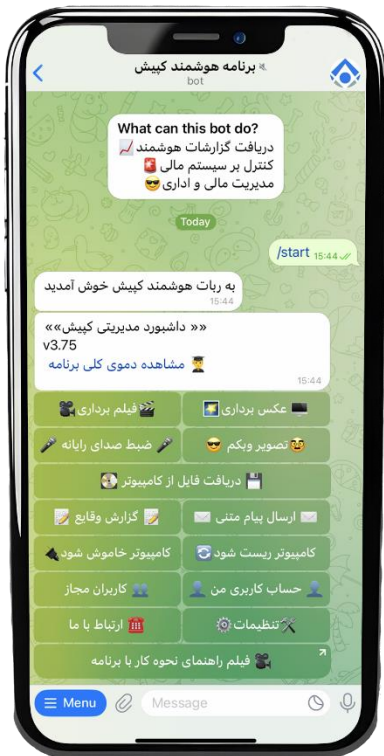 برنامه هوشمند کپیش
bot
What can this bot do?
دریافت گزارشات هوشمند
کنترل بر سیستم مالی
مدیریت مالی و اداری
Today
/start 15:44
به ربات هوشمند کپیش خوش آمدید
15:44
«« داشبورد مدیریتی کپیش»»
v3.75
مشاهده دموی کلی برنامه
15:44
عکس برداری فیلم برداری
تصویر وبکم ضبط صدای رایانه
دریافت فایل از کامپیوتر
ارسال پیام متنی گزارش وقایع
کامپیوتر ریست شود کامپیوتر خاموش شود
حساب کاربری من کاربران مجاز
تنظیمات ارتباط با ما
فیلم راهنمای نحوه کار با برنامه
Menu Message